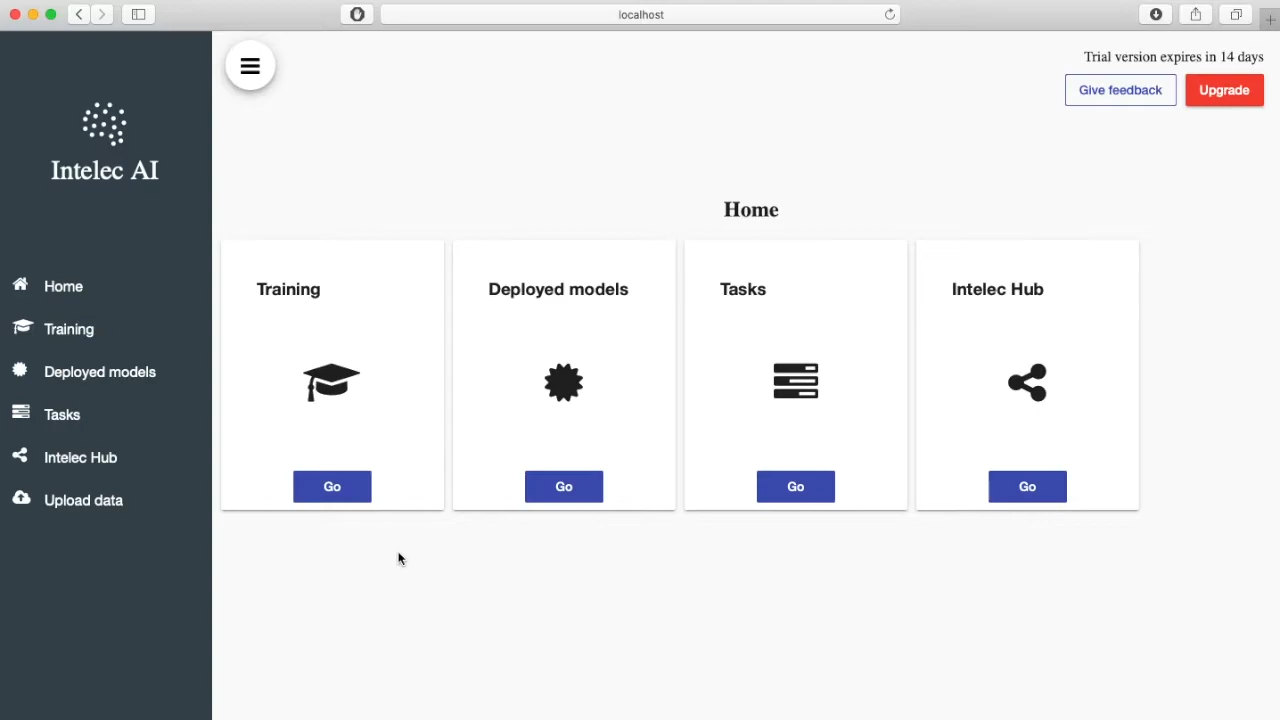 localhost
Trial version expires in 14 days
Give feedback
Upgrade
Intelec AI
Home
Training
Deployed models
Tasks
Intelec Hub
Upload data
Home
Training
Go
Deployed models
Go
Tasks
Go
Intelec Hub
Go